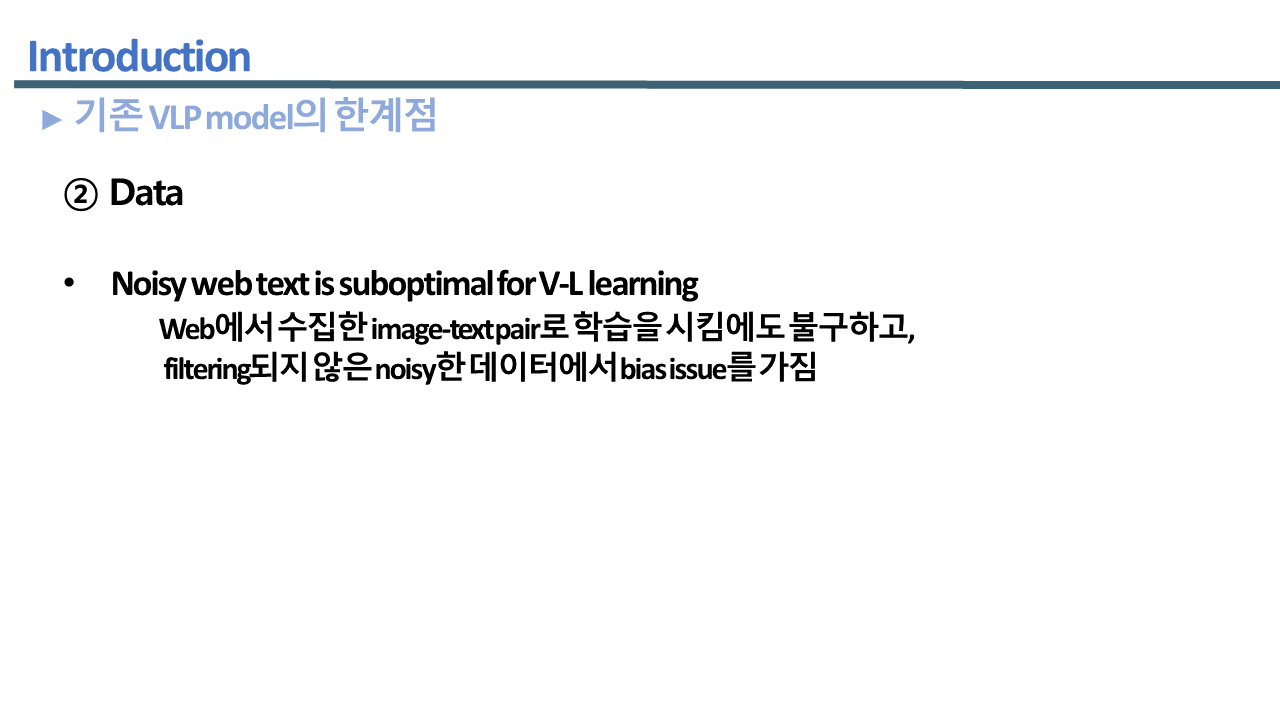 Introduction
► 기존 VLP model의 한계점
② Data
• Noisy web text is suboptimal for V-L learning
Web에서 수집한 image-text pair로 학습을 시킴에도 불구하고,
filtering되지 않은 noisy한 데이터에서 bias issue를 가짐